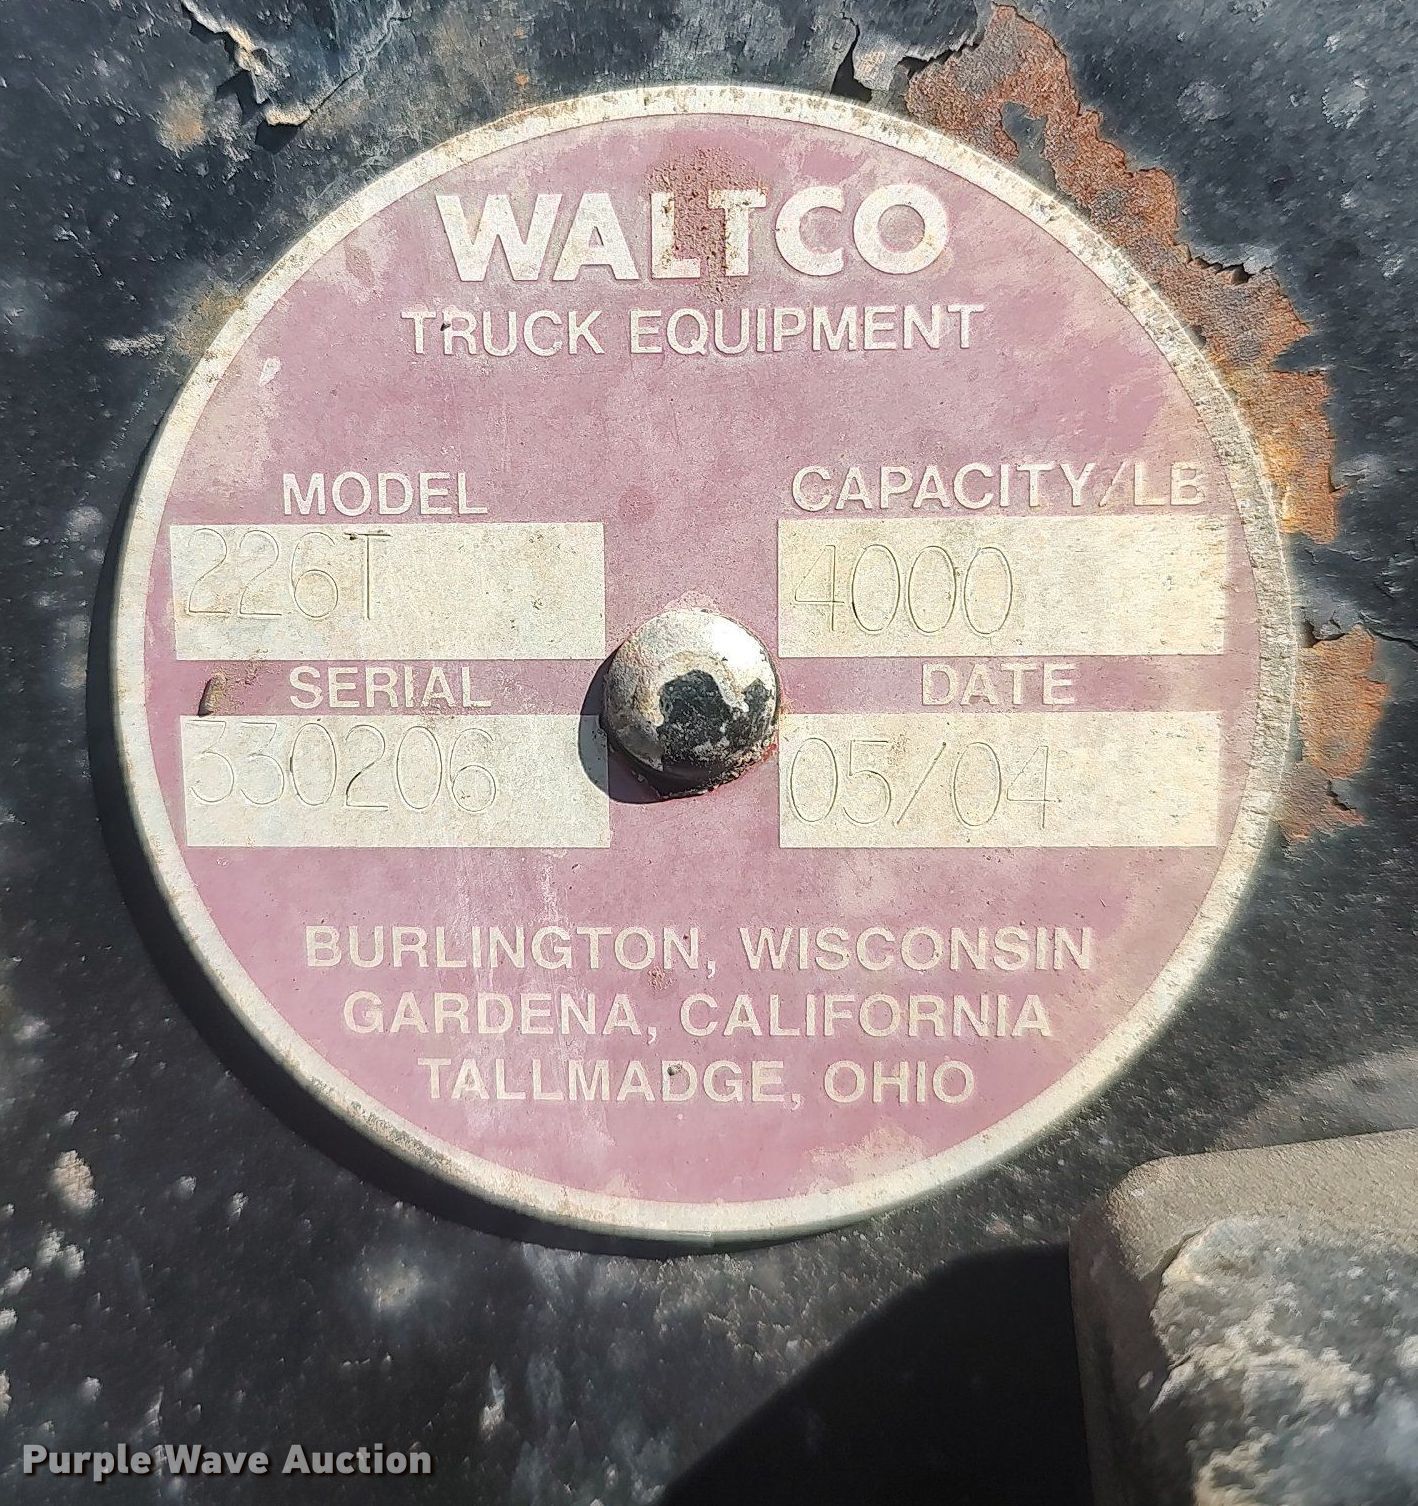 WALTCO
TRUCK EQUIPMENT
MODEL
226T
CAPACITY/LB
4000
SERIAL
330206
DATE
05/04
BURLINGTON, WISCONSIN
GARDENA, CALIFORNIA
TALLMADGE, OHIO
Purple Wave Auction